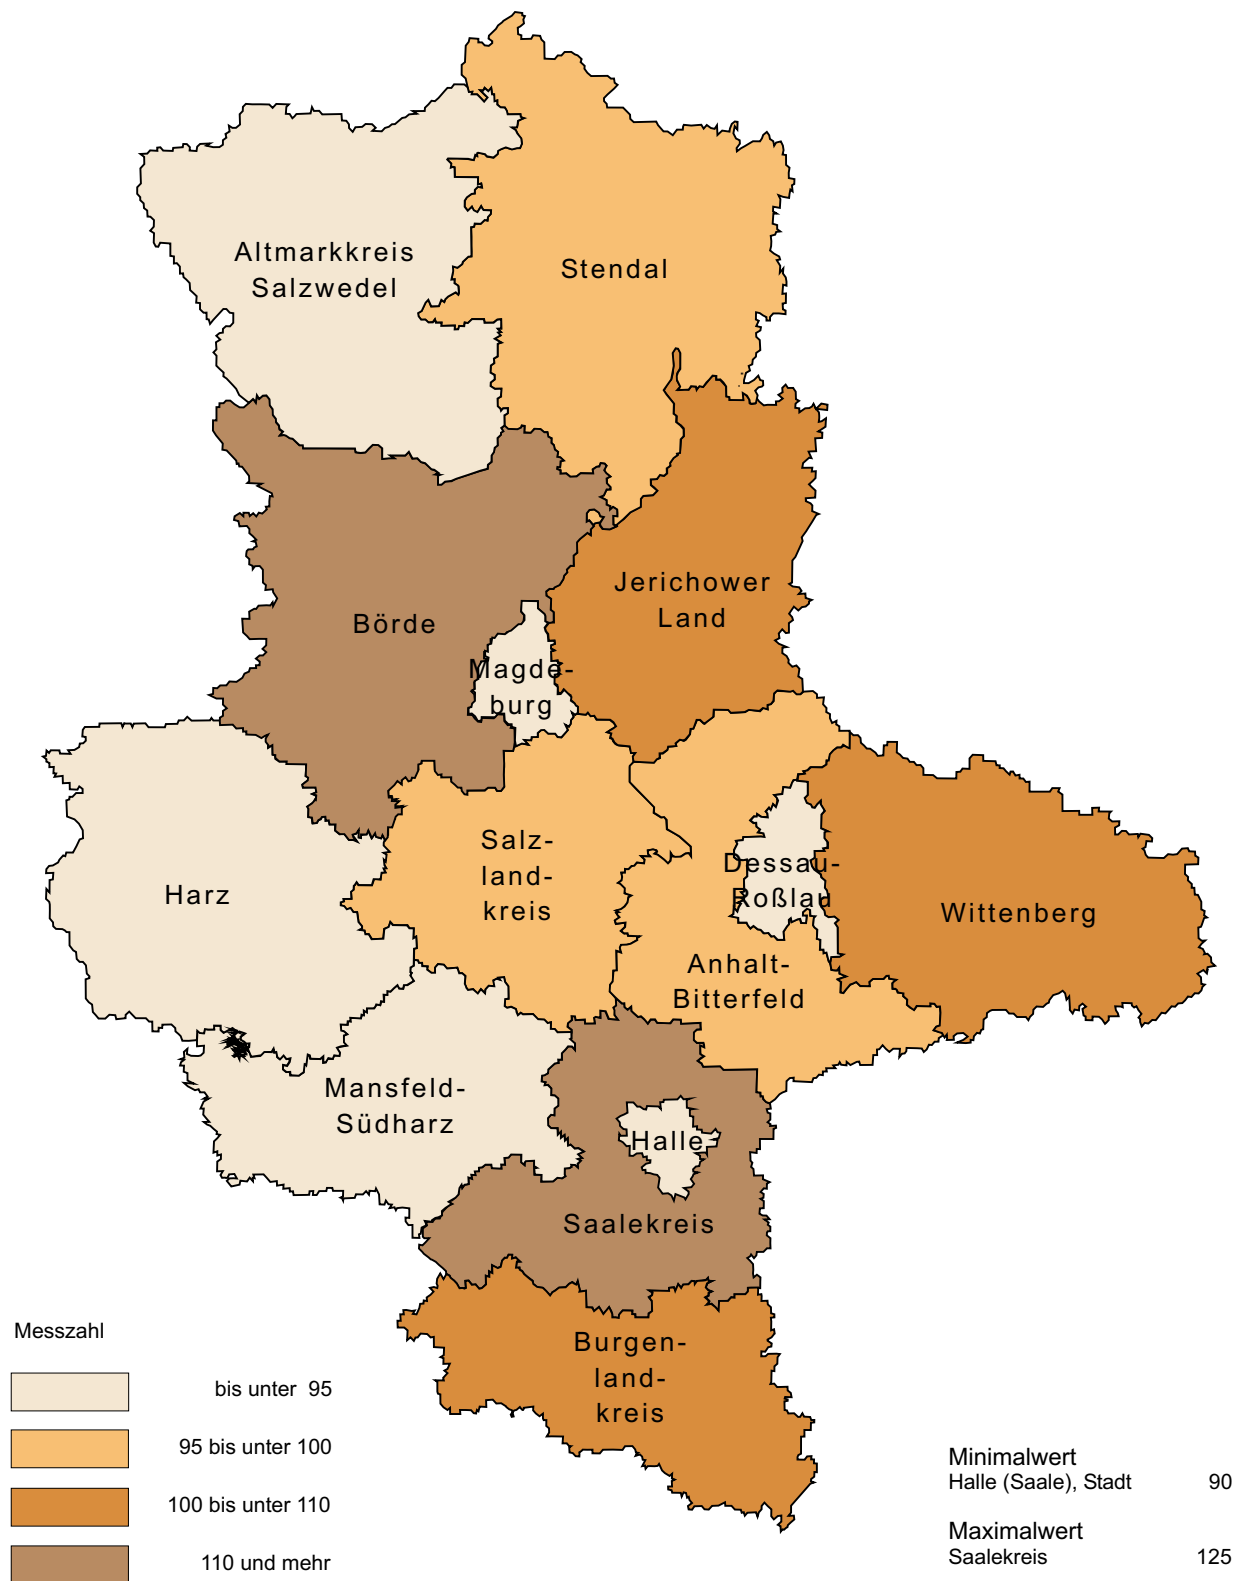 Altmarkkreis
Salzwedel
Stendal
Jerichower
Land
Börde
Magde-
burg
Salz-
land-
kreis
Harz
Dessau-
Roßlau
Wittenberg
Anhalt-
Bitterfeld
Mansfeld-
Südharz
Halle
Saalekreis
Burgen-
land-
kreis
Messzahl
bis unter 95
95 bis unter 100
100 bis unter 110
110 und mehr
Minimalwert
Halle (Saale), Stadt 90
Maximalwert
Saalekreis 125